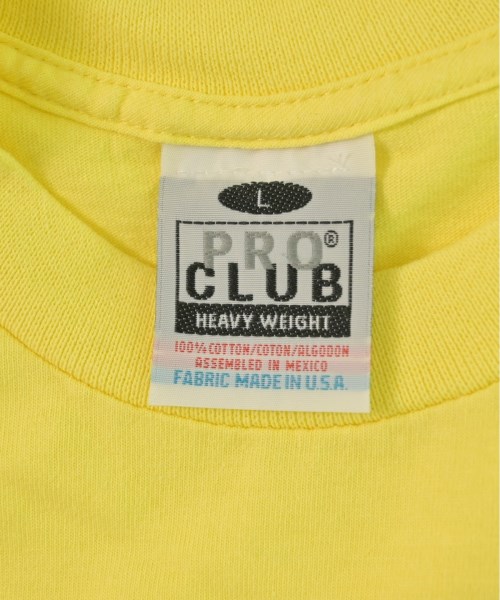 L
PRO®
CLUB
HEAVY WEIGHT
100% COTTON/COTON/ALGODON
ASSEMBLED IN MEXICO
FABRIC MADE IN U.S.A.